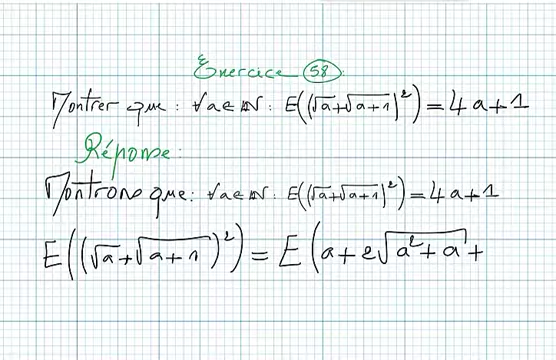 Exercice 58:
Montrer que : ∀a∈ℕ : E((√a+√(a+1))²) = 4a+1
Réponse :
Montrons que : ∀a∈ℕ : E((√a+√(a+1))²) = 4a+1
E((√a+√(a+1))²) = E(a+2√(a²+a)+